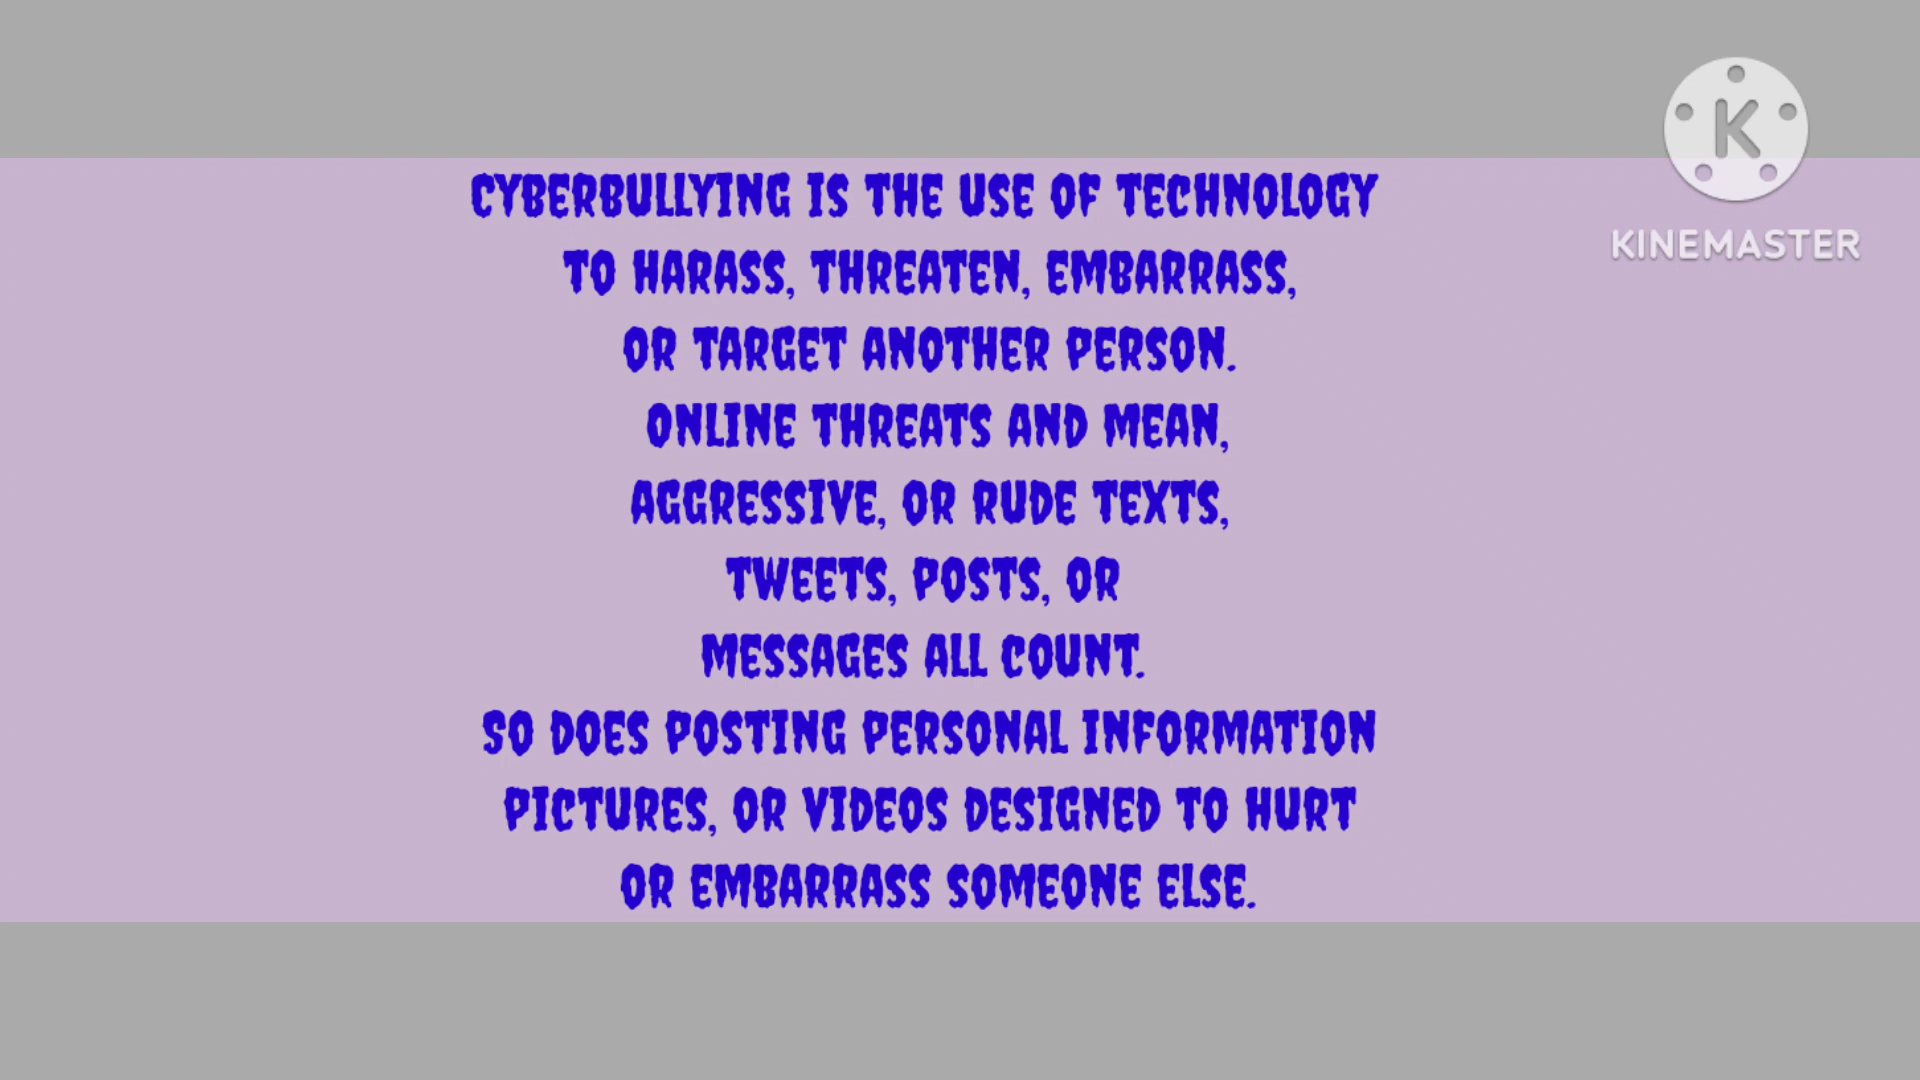 CYBERBULLYING IS THE USE OF TECHNOLOGY
TO HARASS, THREATEN, EMBARRASS,
OR TARGET ANOTHER PERSON.
ONLINE THREATS AND MEAN,
AGGRESSIVE, OR RUDE TEXTS,
TWEETS, POSTS, OR
MESSAGES ALL COUNT.
SO DOES POSTING PERSONAL INFORMATION
PICTURES, OR VIDEOS DESIGNED TO HURT
OR EMBARRASS SOMEONE ELSE.
K
KINEMASTER